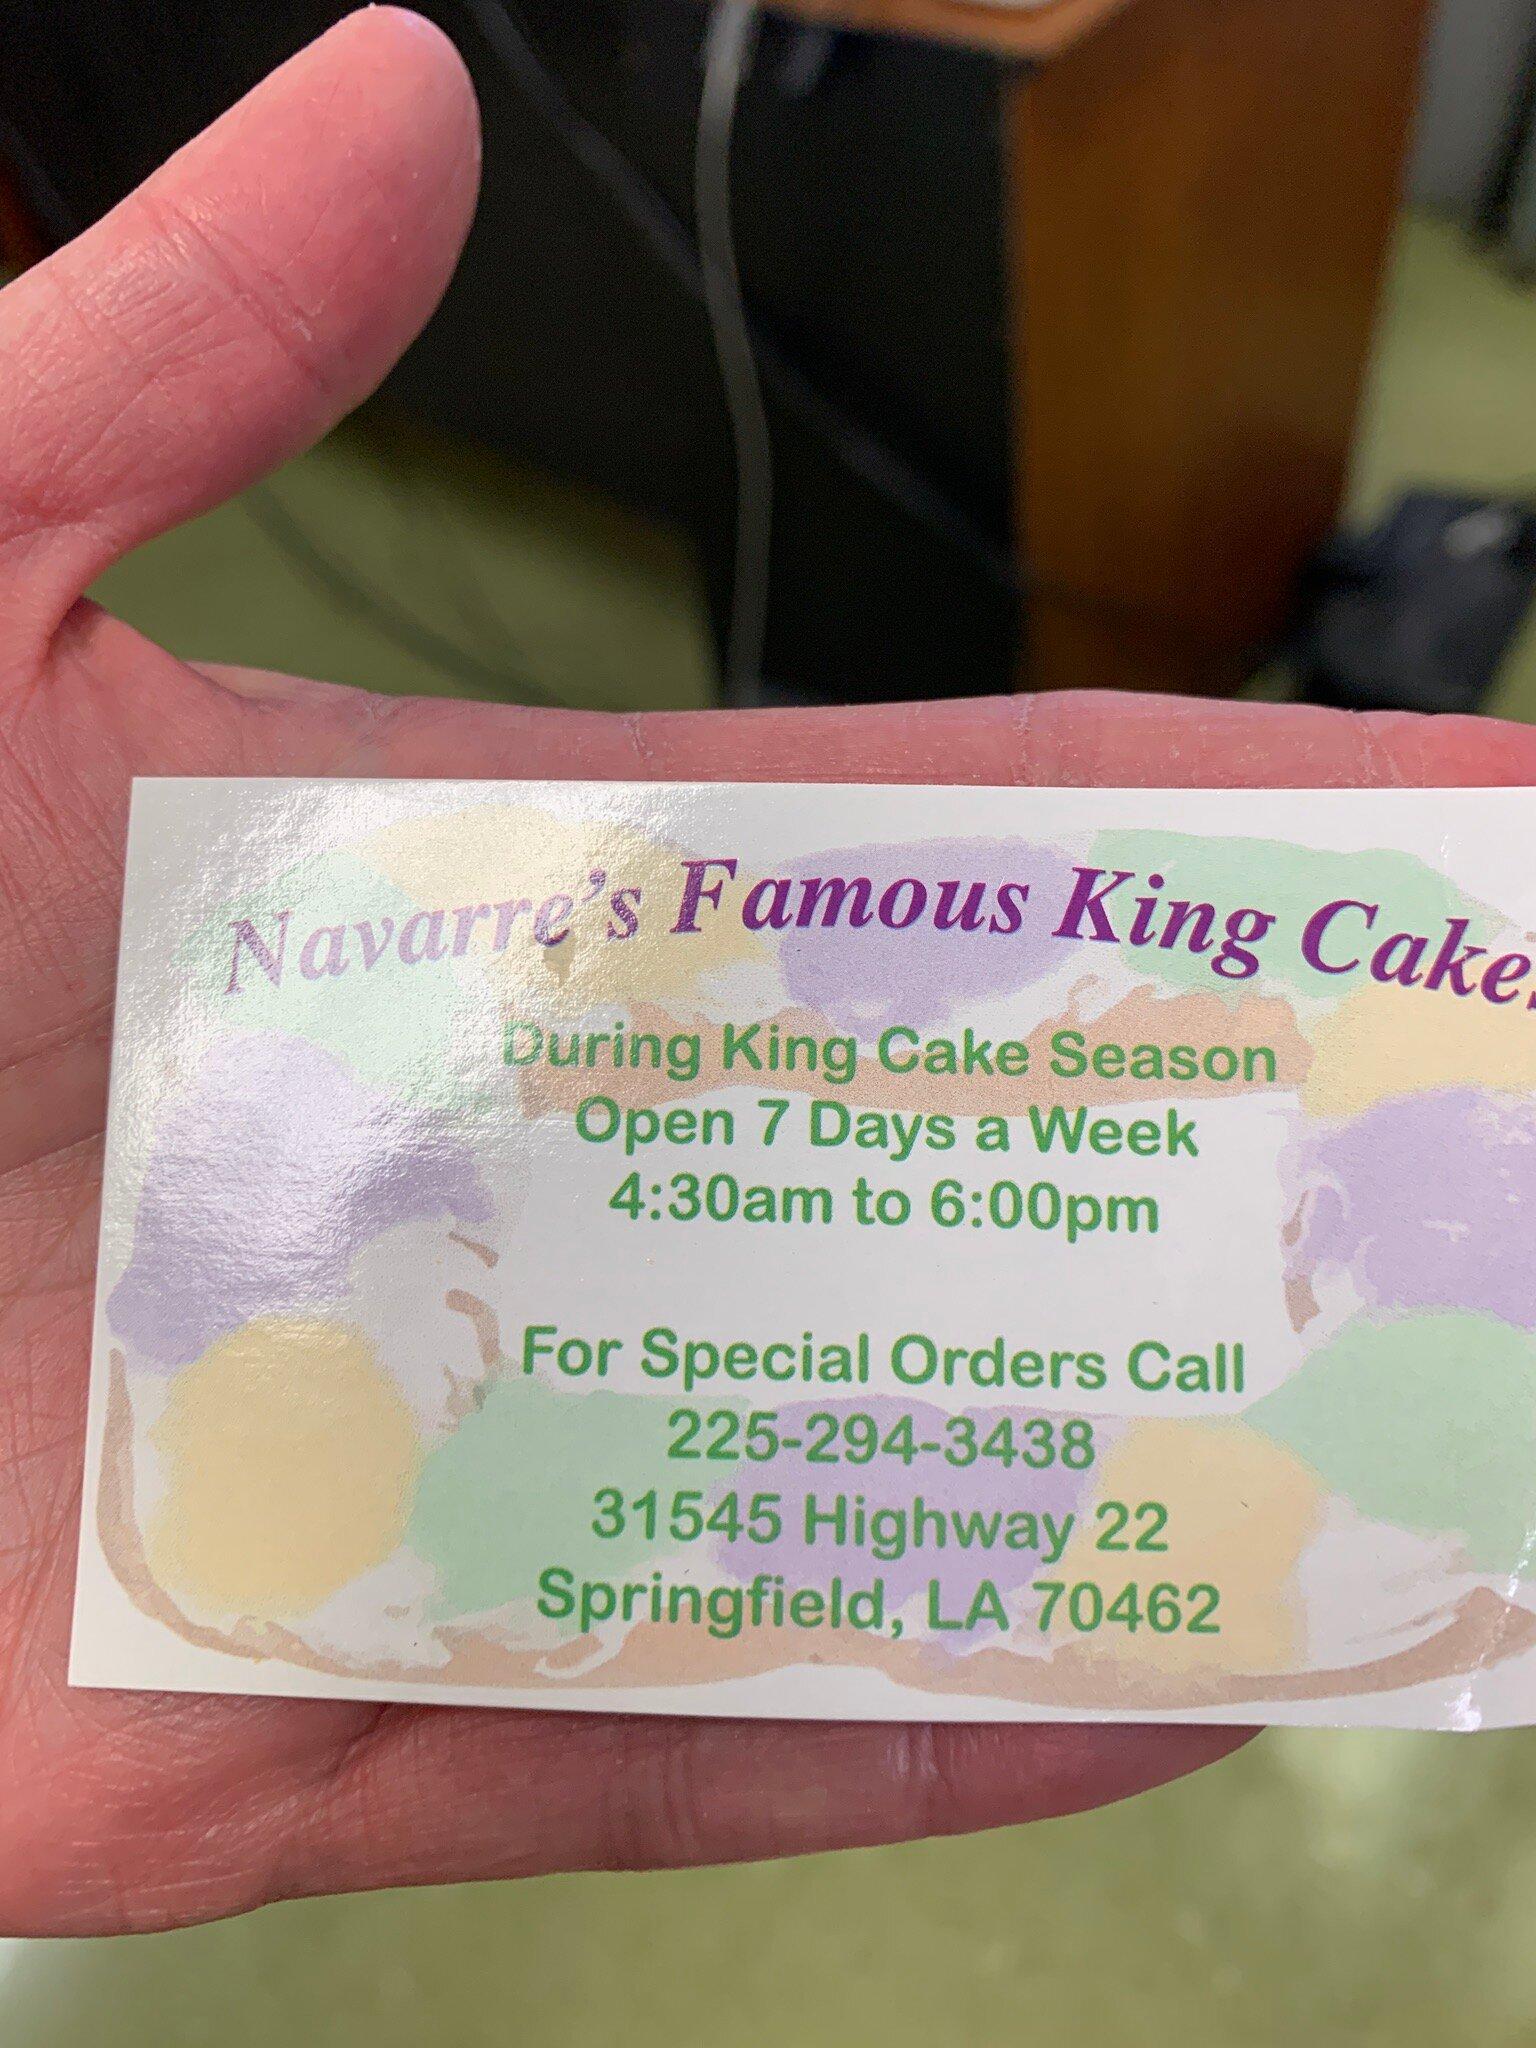 Navarre's Famous King Cakes
During King Cake Season
Open 7 Days a Week
4:30am to 6:00pm
For Special Orders Call
225-294-3438
31545 Highway 22
Springfield, LA 70462